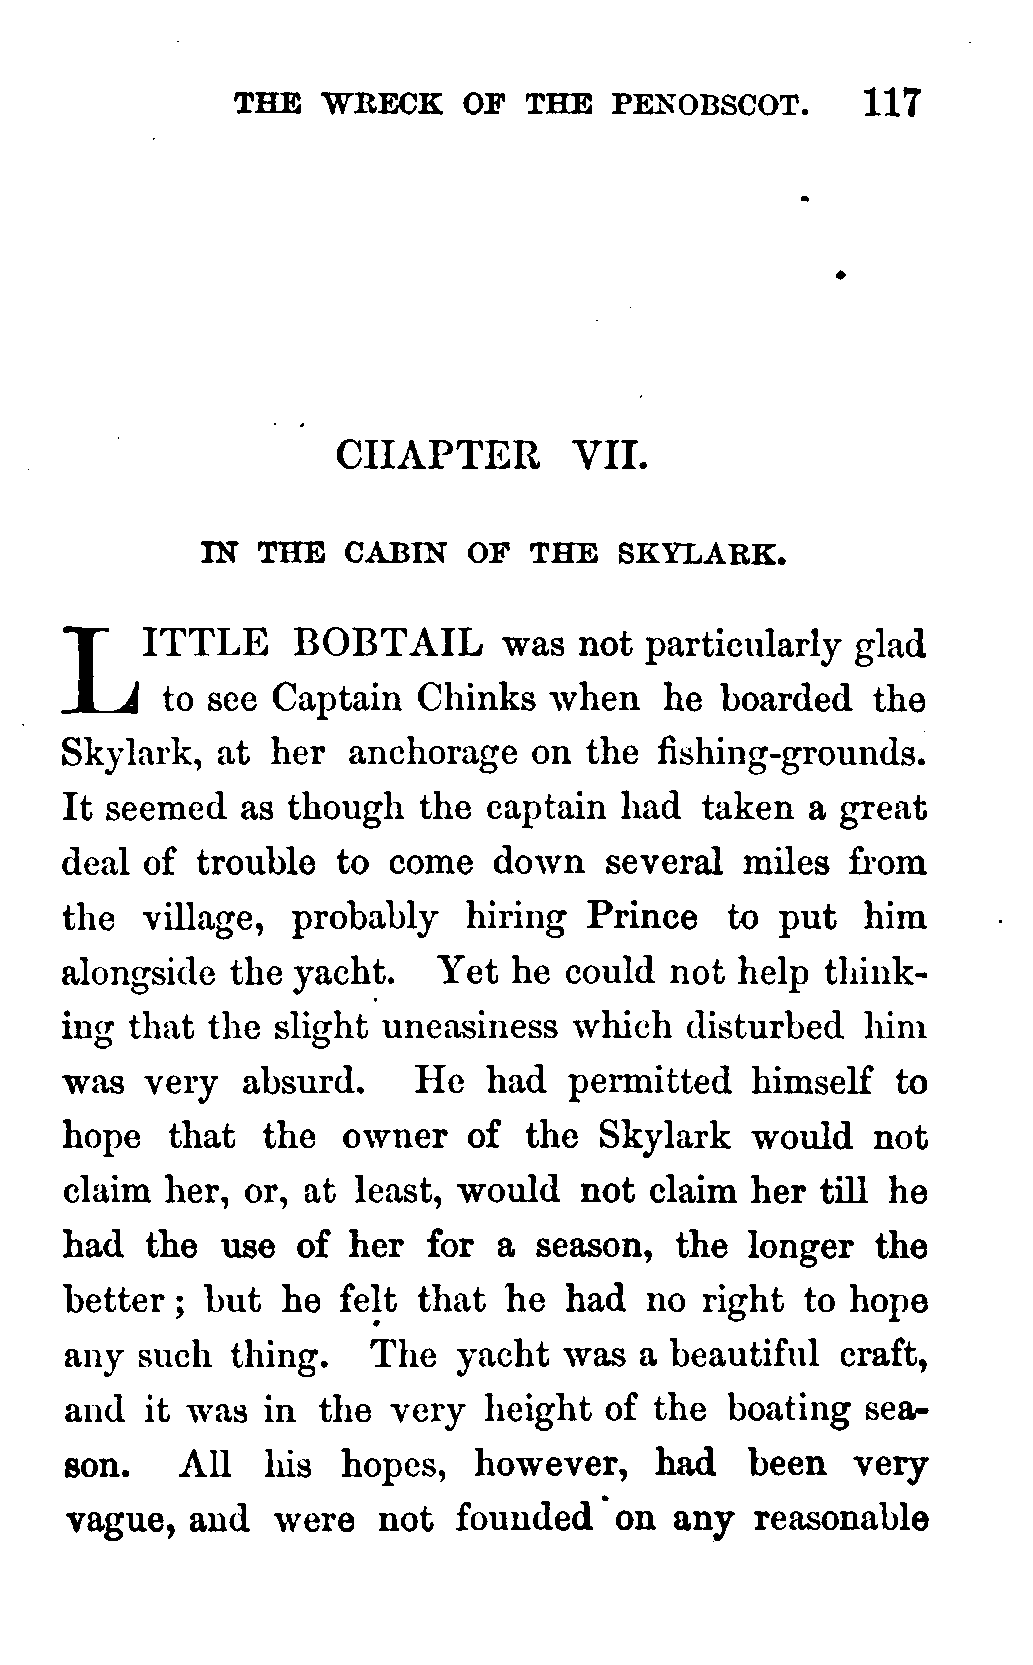 THE WRECK OF THE PENOBSCOT. 117
CHAPTER VII.
IN THE CABIN OF THE SKYLARK.
LITTLE BOBTAIL was not particularly glad
to see Captain Chinks when he boarded the
Skylark, at her anchorage on the fishing-grounds.
It seemed as though the captain had taken a great
deal of trouble to come down several miles from
the village, probably hiring Prince to put him
alongside the yacht. Yet he could not help think-
ing that the slight uneasiness which disturbed him
was very absurd. He had permitted himself to
hope that the owner of the Skylark would not
claim her, or, at least, would not claim her till he
had the use of her for a season, the longer the
better; but he felt that he had no right to hope
any such thing. The yacht was a beautiful craft,
and it was in the very height of the boating sea-
son. All his hopes, however, had been very
vague, and were not founded on any reasonable